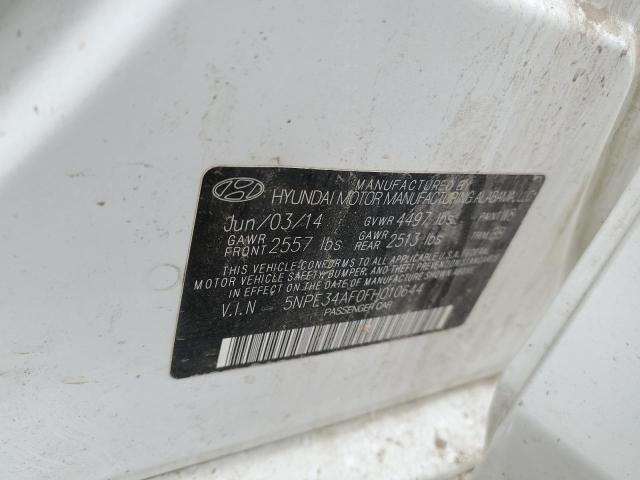 MANUFACTURED BY
HYUNDAI MOTOR MANUFACTURING ALABAMA, LLC
Jun/03/14 GVWR 4497 lbs PAINT
GAWR FRONT 2557 lbs GAWR REAR 2513 lbs TRIM
THIS VEHICLE CONFORMS TO ALL APPLICABLE U.S. FEDERAL
MOTOR VEHICLE SAFETY, BUMPER, AND THEFT PREVENTION
STANDARDS IN EFFECT ON THE DATE OF MANUFACTURE SHOWN ABOVE.
V.I.N 5NPE34AF0FH010644
PASSENGER CAR